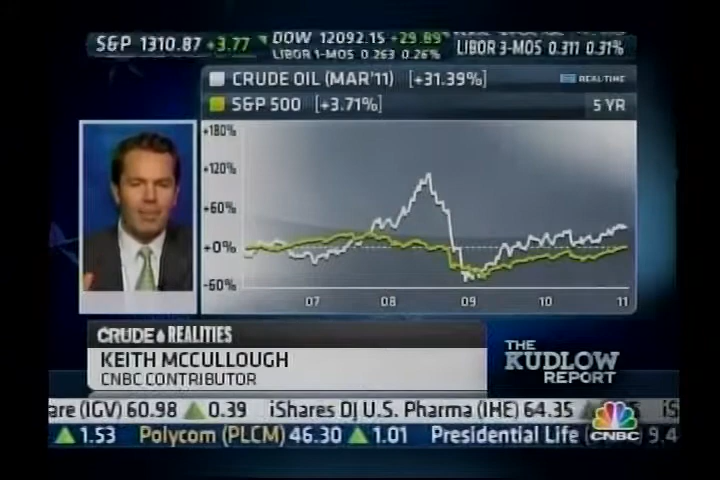 S&P 1310.87 +3.77 DOW 12092.15 +29.89
LIBOR 1-MOS 0.263 0.26% LIBOR 3-MOS 0.311 0.31%
CRUDE OIL (MAR'11) [+31.39%] REALTIME
S&P 500 [+3.71%] 5 YR
+180%
+120%
+60%
+0%
-60%
07 08 09 10 11
CRUDE REALITIES
KEITH MCCULLOUGH
CNBC CONTRIBUTOR
THE
KUDLOW
REPORT
are (IGV) 60.98 ▲ 0.39 iShares DJ U.S. Pharma (IHE) 64.35 iS
▲ 1.53 Polycom (PLCM) 46.30 ▲ 1.01 Presidential Life 9.4
CNBC